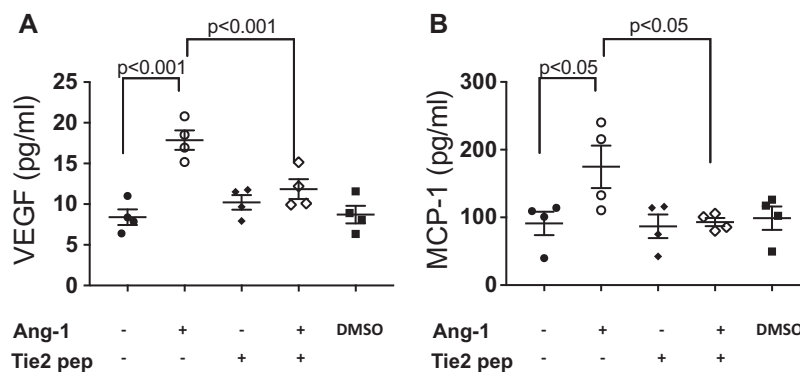 A
p<0.001
p<0.001
VEGF (pg/ml)
25
20
15
10
5
0
Ang-1 - + - + DMSO
Tie2 pep - - + +
B
p<0.05
p<0.05
MCP-1 (pg/ml)
300
200
100
0
Ang-1 - + - + DMSO
Tie2 pep - - + +